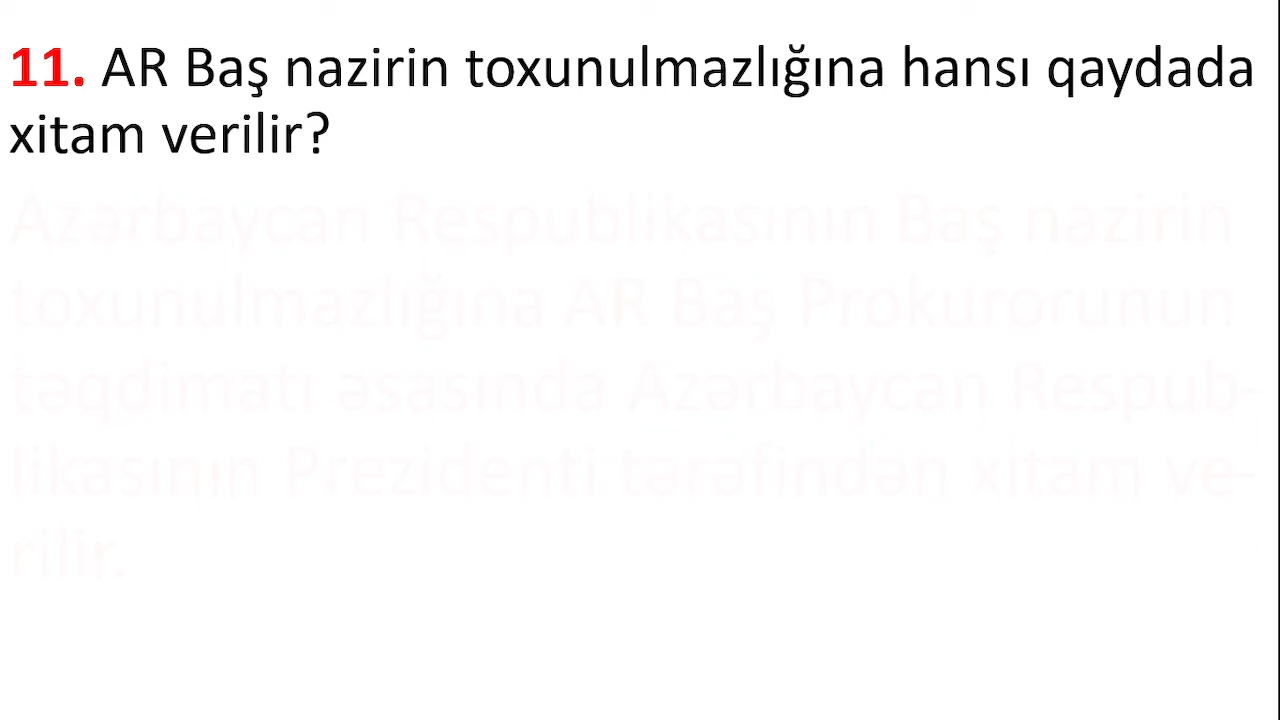 11. AR Baş nazirin toxunulmazlığına hansı qaydada
xitam verilir?
Azərbaycan Respublikasının Baş nazirin
toxunulmazlığına AR Baş Prokurorunun
təqdimatı əsasında Azərbaycan Respub-
likasının Prezidenti tərəfindən xitam ve-
rilir.